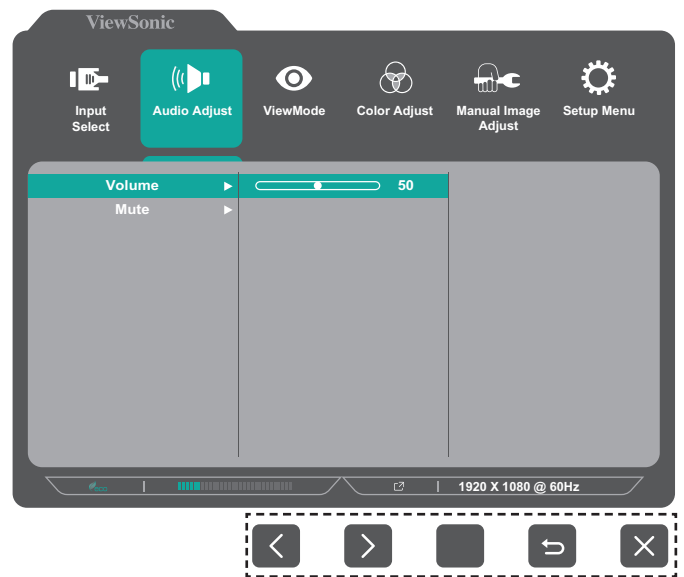 ViewSonic
Input
Select
Audio Adjust
ViewMode
Color Adjust
Manual Image
Adjust
Setup Menu
Volume
50
Mute
eco
1920 X 1080 @ 60Hz